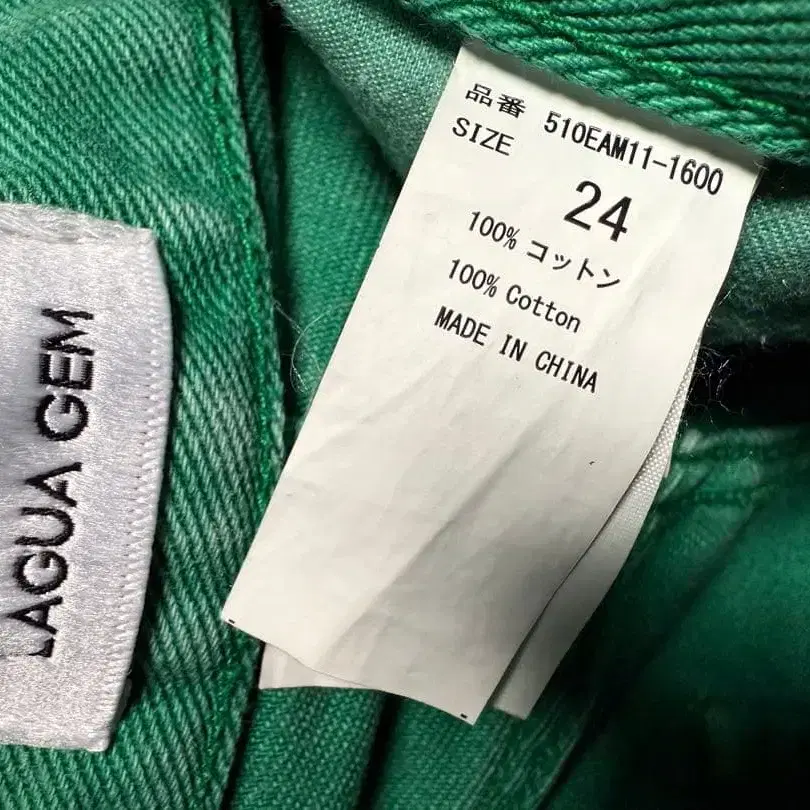 品番 510EAM11-1600
SIZE 24
100% コットン
100% Cotton
MADE IN CHINA
LAGUA GEM